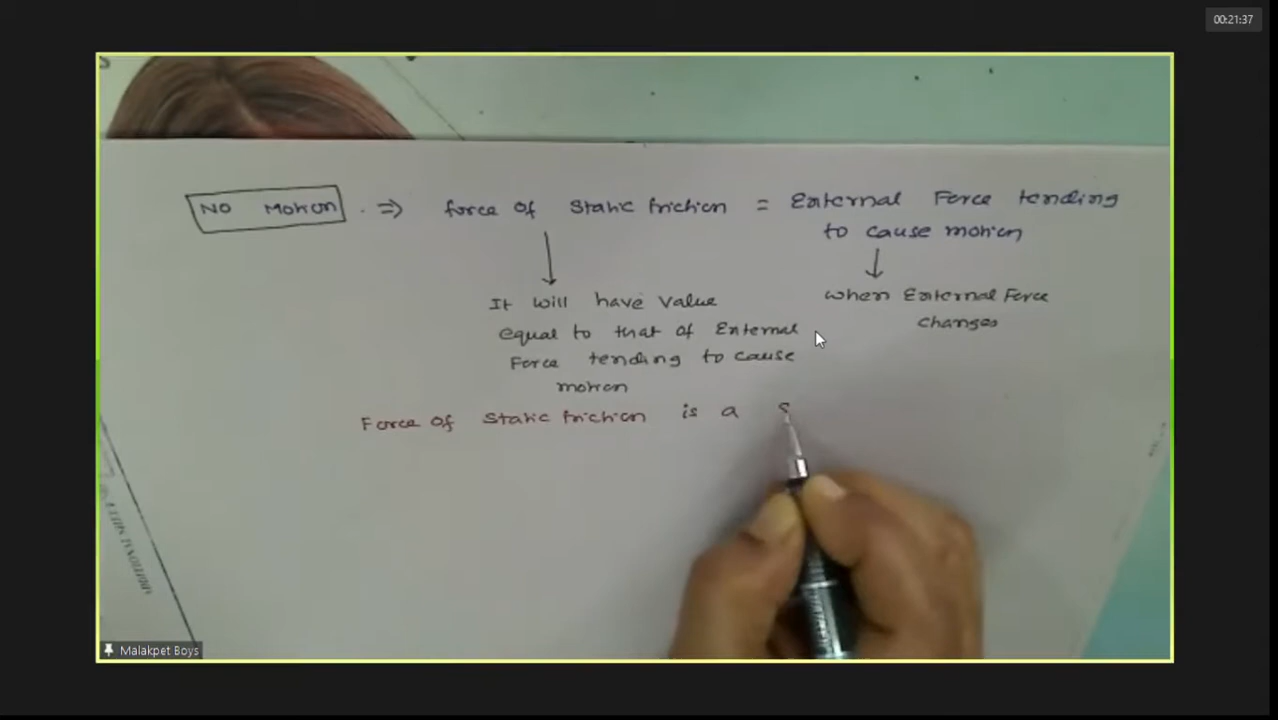 00:21:37
NO Motion . ⇒ force of Static friction = External Force tending
to cause motion
It will have value
equal to that of External
Force tending to cause
motion
when External Force
changes
Force of Static friction is a S
Malakpet Boys